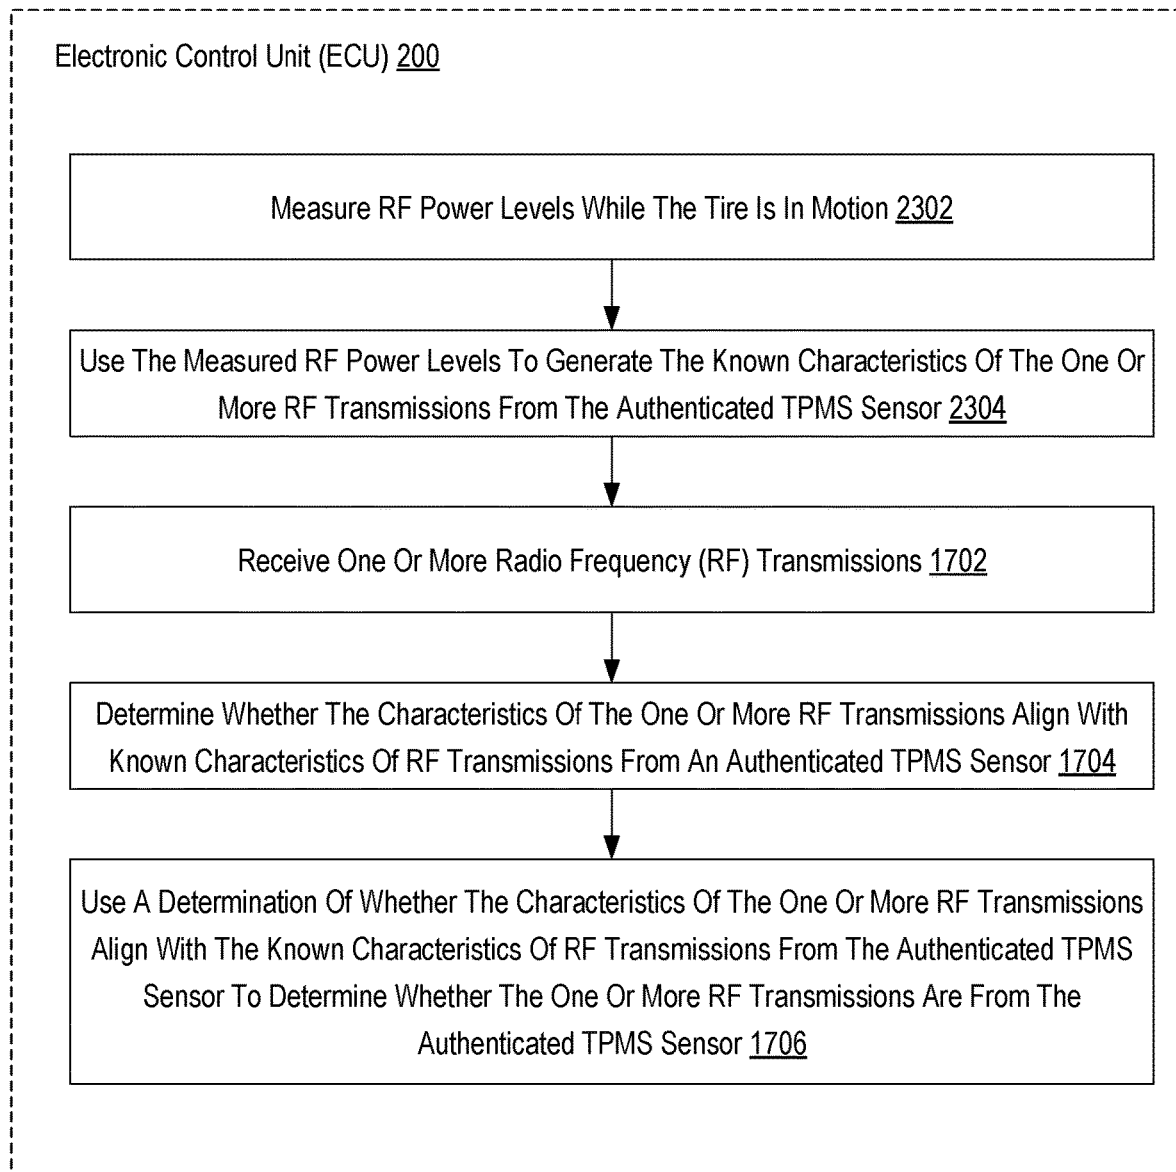 Electronic Control Unit (ECU) 200
Measure RF Power Levels While The Tire Is In Motion 2302
Use The Measured RF Power Levels To Generate The Known Characteristics Of The One Or
More RF Transmissions From The Authenticated TPMS Sensor 2304
Receive One Or More Radio Frequency (RF) Transmissions 1702
Determine Whether The Characteristics Of The One Or More RF Transmissions Align With
Known Characteristics Of RF Transmissions From An Authenticated TPMS Sensor 1704
Use A Determination Of Whether The Characteristics Of The One Or More RF Transmissions
Align With The Known Characteristics Of RF Transmissions From The Authenticated TPMS
Sensor To Determine Whether The One Or More RF Transmissions Are From The
Authenticated TPMS Sensor 1706